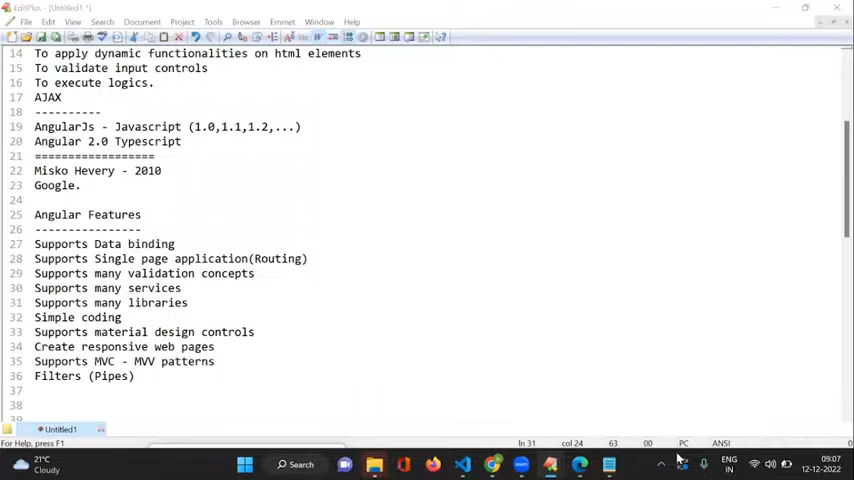 EditPlus - [Untitled1 *]
File Edit View Search Document Project Tools Browser Emmet Window Help
14 To apply dynamic functionalities on html elements
15 To validate input controls
16 To execute logics.
17 AJAX
18 ----------
19 AngularJs - Javascript (1.0,1.1,1.2,...)
20 Angular 2.0 Typescript
21 ==================
22 Misko Hevery - 2010
23 Google.
24
25 Angular Features
26 ----------------
27 Supports Data binding
28 Supports Single page application(Routing)
29 Supports many validation concepts
30 Supports many services
31 Supports many libraries
32 Simple coding
33 Supports material design controls
34 Create responsive web pages
35 Supports MVC - MVV patterns
36 Filters (Pipes)
37
38
39
Untitled1
For Help, press F1 ln 31 col 24 63 00 PC ANSI 0
21°C Search ENG 09:07
Cloudy IN 12-12-2022